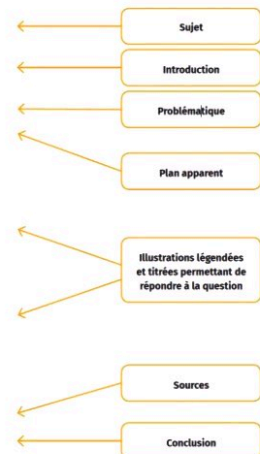 Sujet
Introduction
Problématique
Plan apparent
Illustrations légendées
et titrées permettant de
répondre à la question
Sources
Conclusion